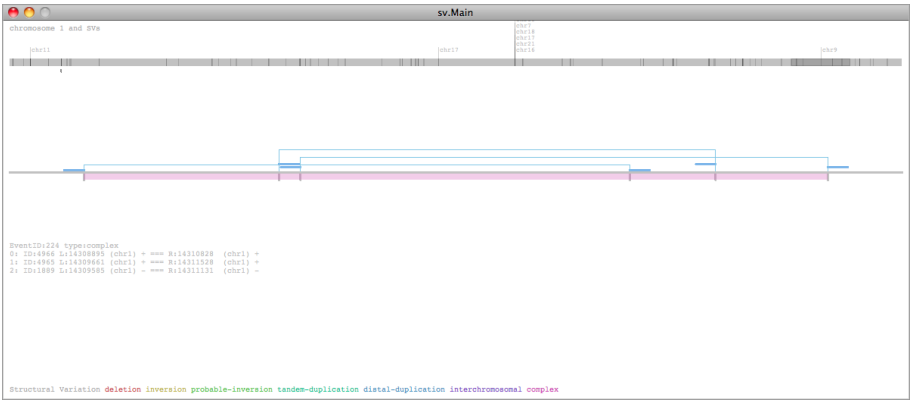 sv.Main
chromosome 1 and SVs
chr7
chr18
chr17
chr21
chr11
chr17
chr16
chr9
EventID:224 type:complex
0: ID:4966 L:14308895 (chr1) + === R:14310828 (chr1) +
1: ID:4965 L:14309661 (chr1) + === R:14311528 (chr1) +
2: ID:1889 L:14309585 (chr1) - === R:14311131 (chr1) -
Structural Variation deletion inversion probable-inversion tandem-duplication distal-duplication interchromosomal complex